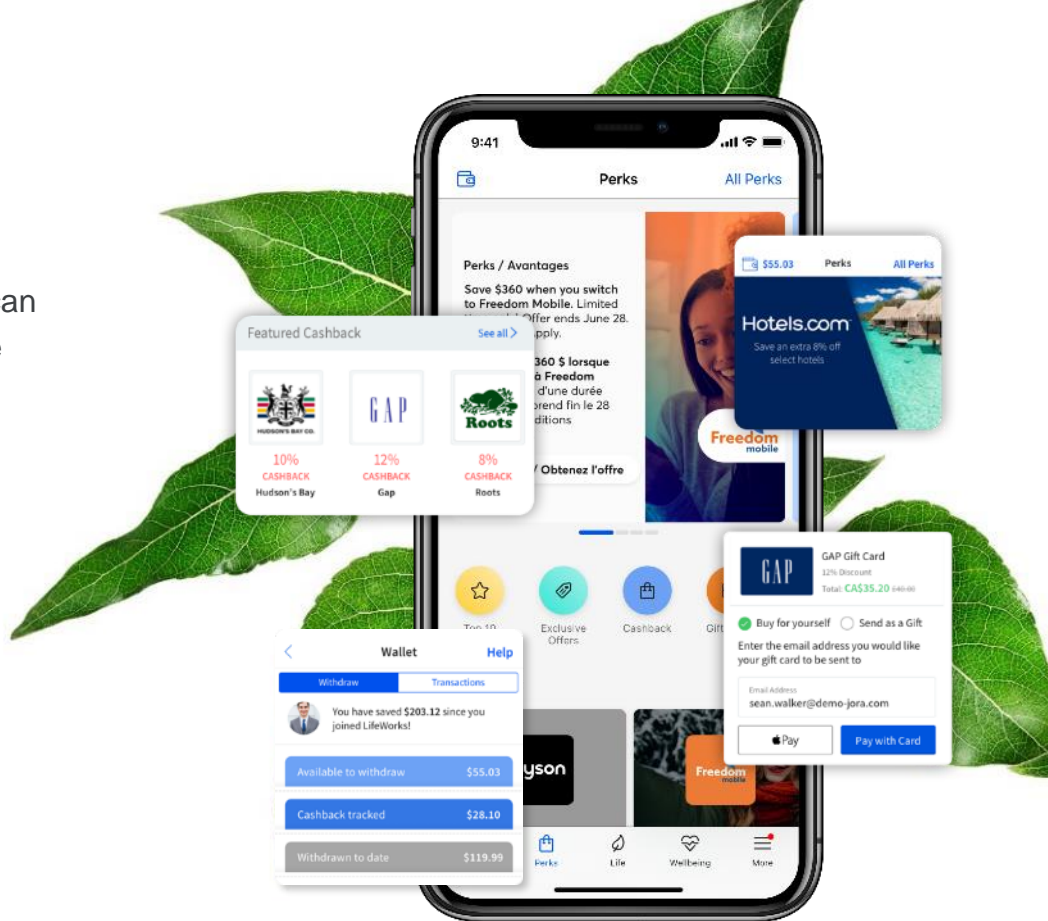 9:41
Perks
All Perks
Perks / Avantages
Save $360 when you switch
to Freedom Mobile. Limited
Offer ends June 28.
pply.
360 $ lorsque
à Freedom
d'une durée
prend fin le 28
ditions
/ Obtenez l'offre
Freedom
mobile
$55.03
Perks
All Perks
Hotels.com
Save an extra 8% off
select hotels
can
Featured Cashback
See all >
HUDSON'S BAY CO.
GAP
Roots
10%
12%
8%
CASHBACK
CASHBACK
CASHBACK
Hudson's Bay
Gap
Roots
Top 10
Exclusive
Offers
Cashback
Gift
GAP
GAP Gift Card
12% Discount
Total: CA$35.20 $40.00
Buy for yourself
Send as a Gift
Enter the email address you would like
your gift card to be sent to
Email Address
sean.walker@demo-jora.com
Pay
Pay with Card
< Wallet
Help
Withdraw
Transactions
You have saved $203.12 since you
joined LifeWorks!
Available to withdraw
$55.03
Cashback tracked
$28.10
Withdrawn to date
$119.99
yson
Freedom
mobile
Perks
Life
Wellbeing
More